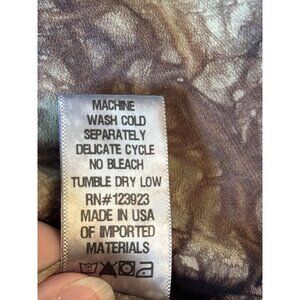 MACHINE
WASH COLD
SEPARATELY
DELICATE CYCLE
NO BLEACH
TUMBLE DRY LOW
RN#123923
MADE IN USA
OF IMPORTED
MATERIALS